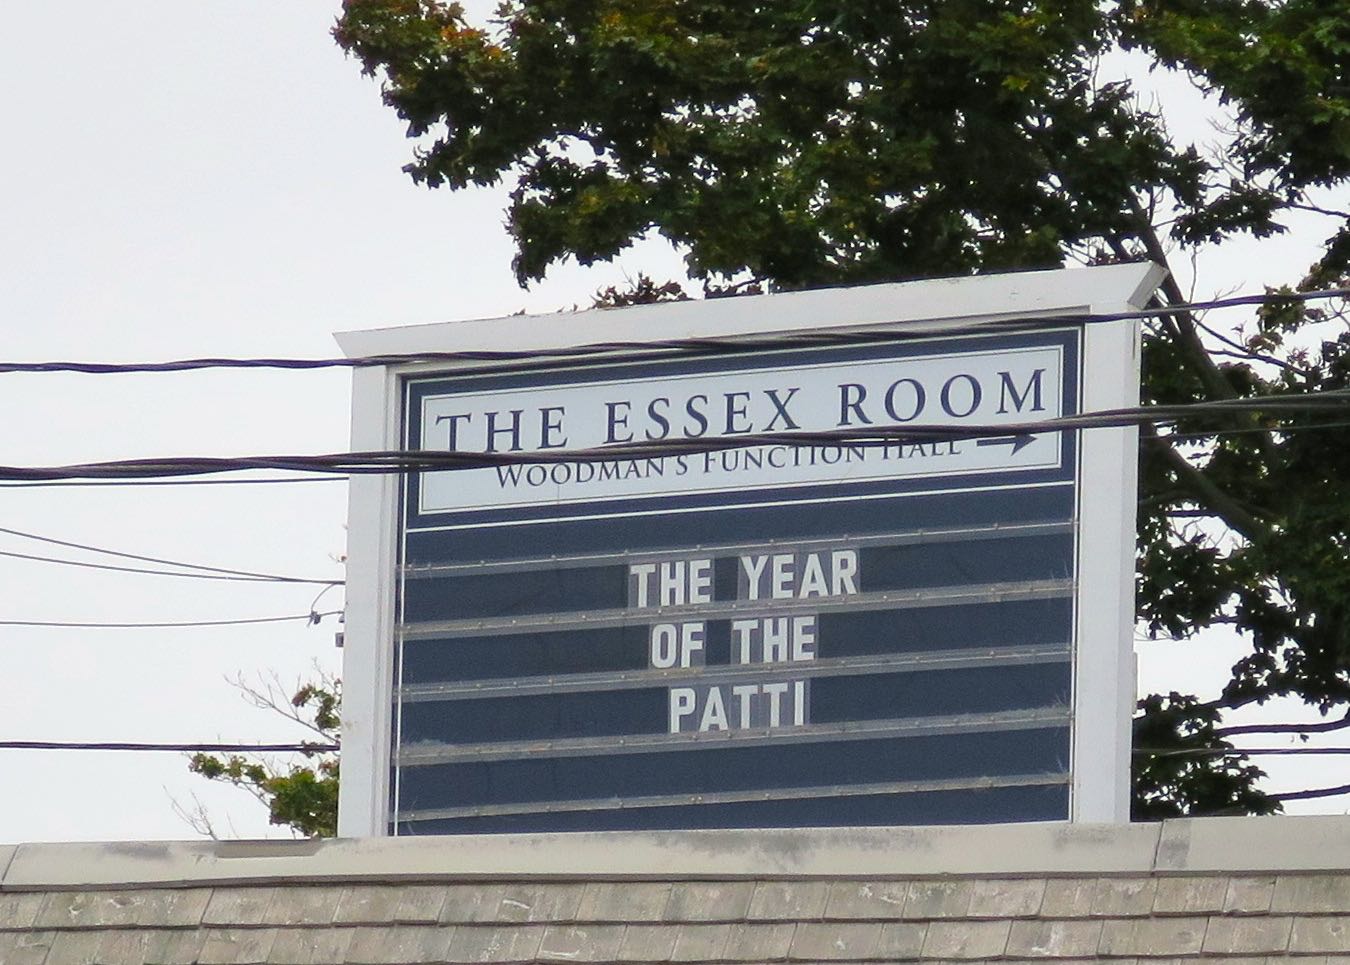 THE ESSEX ROOM
WOODMAN'S FUNCTION HALL
THE YEAR
OF THE
PATTI